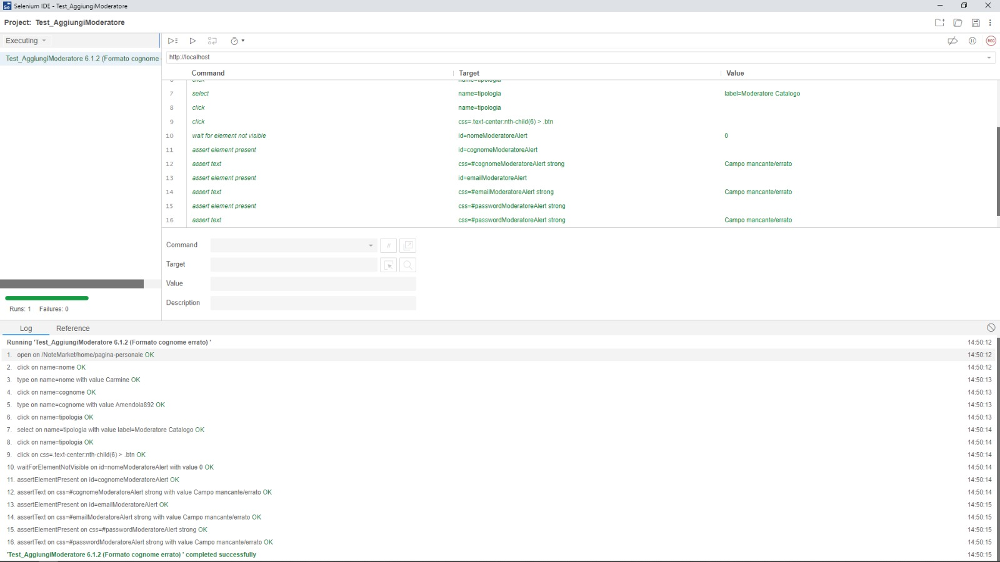 Selenium IDE - Test_AggiungiModeratore
Project: Test_AggiungiModeratore
Executing
Test_AggiungiModeratore 6.1.2 (Formato cognome
http://localhost
Command Target Value
6 click name=tipologia
7 select name=tipologia label=Moderatore Catalogo
8 click name=tipologia
9 click css=.text-center:nth-child(6) > .btn
10 wait for element not visible id=nomeModeratoreAlert 0
11 assert element present id=cognomeModeratoreAlert
12 assert text css=#cognomeModeratoreAlert strong Campo mancante/errato
13 assert element present id=emailModeratoreAlert
14 assert text css=#emailModeratoreAlert strong Campo mancante/errato
15 assert element present css=#passwordModeratoreAlert strong
16 assert text css=#passwordModeratoreAlert strong Campo mancante/errato
Command //
Target
Value
Description
Runs: 1 Failures: 0
Log Reference
Running 'Test_AggiungiModeratore 6.1.2 (Formato cognome errato) ' 14:50:12
1. open on /NoteMarket/home/pagina-personale OK 14:50:12
2. click on name=nome OK 14:50:12
3. type on name=nome with value Carmine OK 14:50:13
4. click on name=cognome OK 14:50:13
5. type on name=cognome with value Amendola892 OK 14:50:13
6. click on name=tipologia OK 14:50:13
7. select on name=tipologia with value label=Moderatore Catalogo OK 14:50:14
8. click on name=tipologia OK 14:50:14
9. click on css=.text-center:nth-child(6) > .btn OK 14:50:14
10. waitForElementNotVisible on id=nomeModeratoreAlert with value 0 OK 14:50:14
11. assertElementPresent on id=cognomeModeratoreAlert OK 14:50:14
12. assertText on css=#cognomeModeratoreAlert strong with value Campo mancante/errato OK 14:50:14
13. assertElementPresent on id=emailModeratoreAlert OK 14:50:15
14. assertText on css=#emailModeratoreAlert strong with value Campo mancante/errato OK 14:50:15
15. assertElementPresent on css=#passwordModeratoreAlert strong OK 14:50:15
16. assertText on css=#passwordModeratoreAlert strong with value Campo mancante/errato OK 14:50:15
'Test_AggiungiModeratore 6.1.2 (Formato cognome errato) ' completed successfully 14:50:15